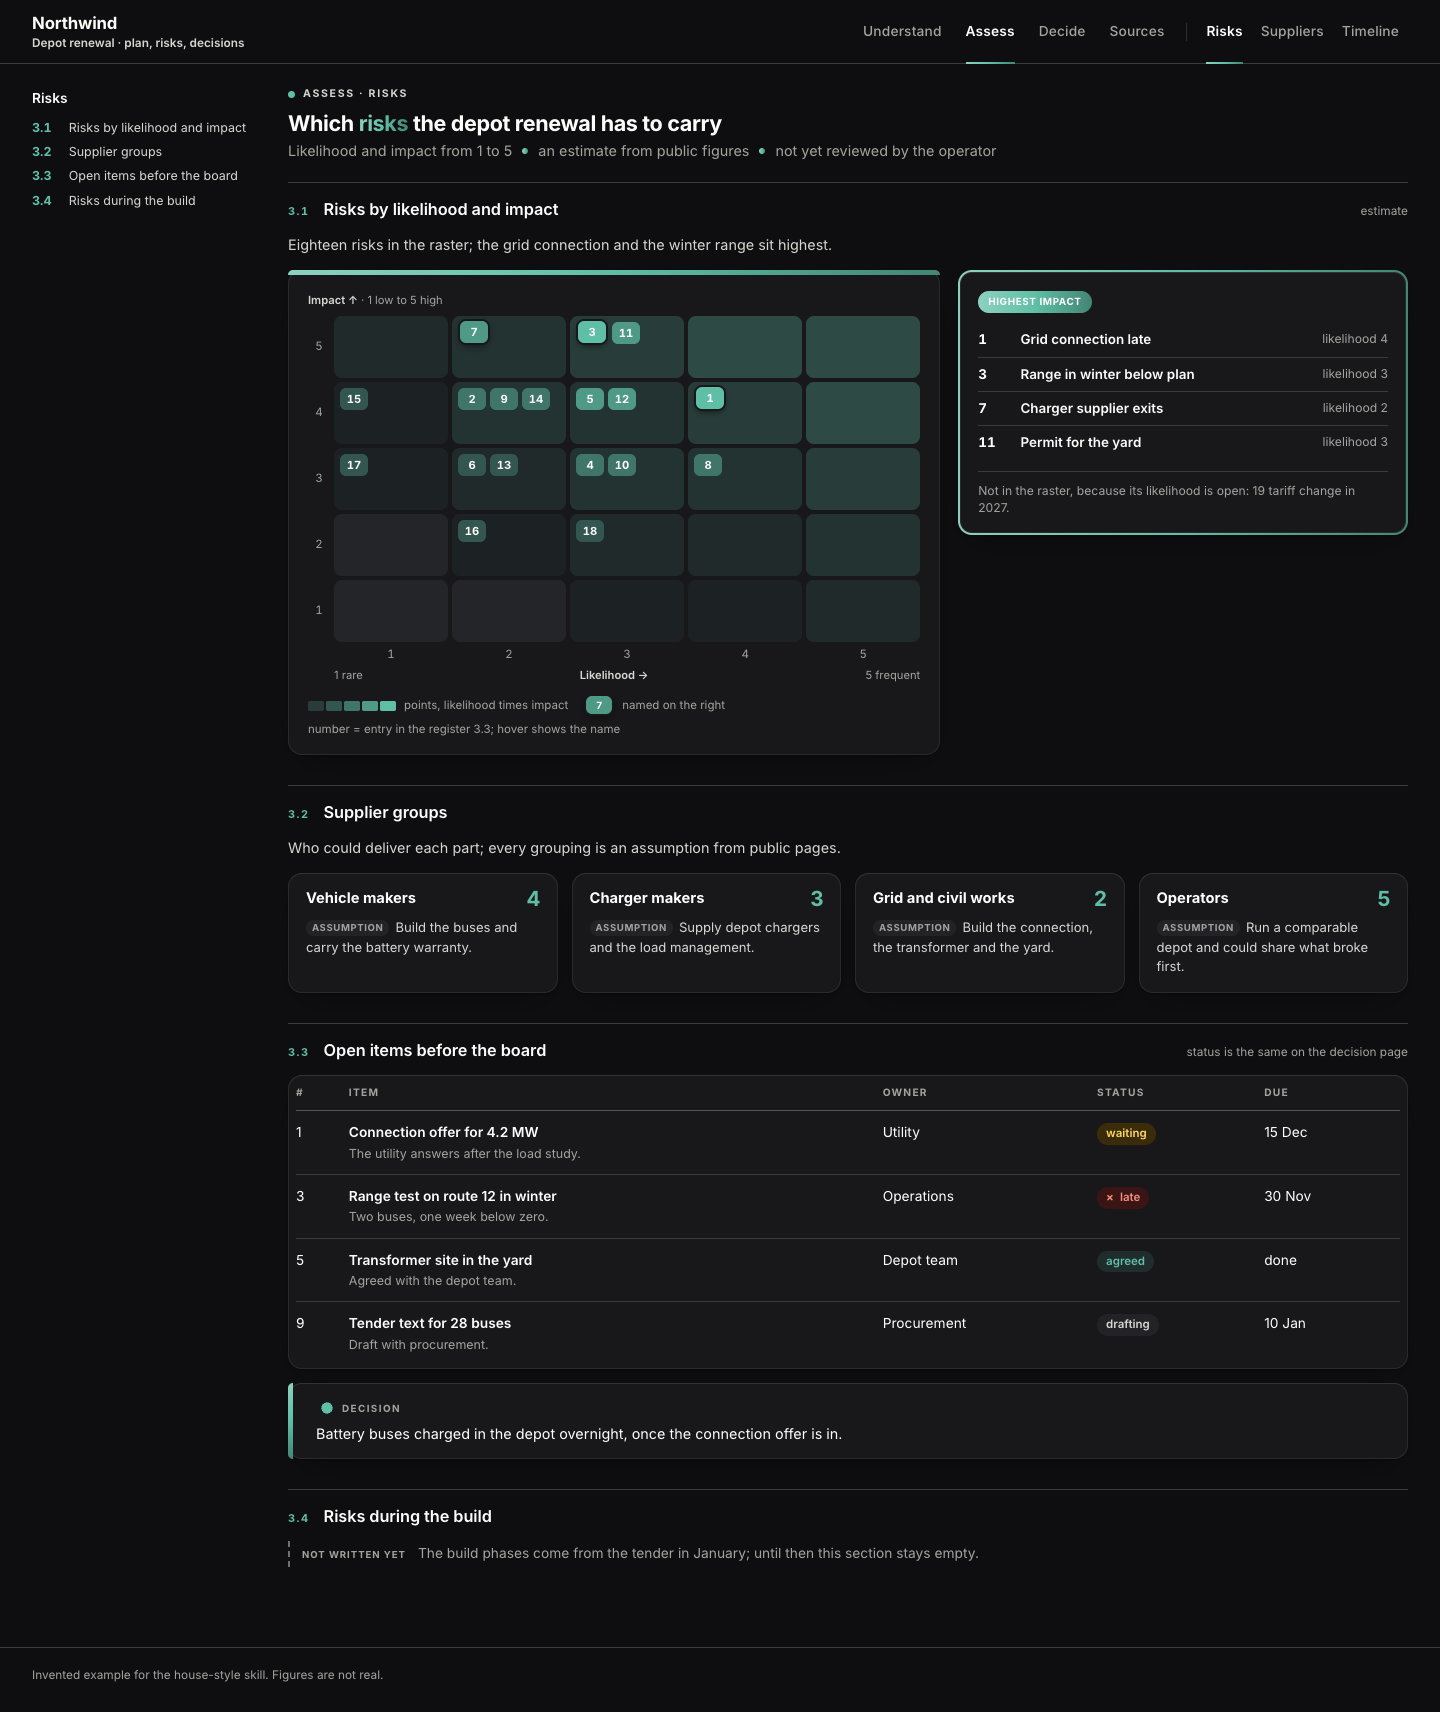 Northwind
Depot renewal · plan, risks, decisions
Understand Assess Decide Sources Risks Suppliers Timeline
Risks
3.1 Risks by likelihood and impact
3.2 Supplier groups
3.3 Open items before the board
3.4 Risks during the build
ASSESS · RISKS
Which risks the depot renewal has to carry
Likelihood and impact from 1 to 5 • an estimate from public figures • not yet reviewed by the operator
3.1 Risks by likelihood and impact
estimate
Eighteen risks in the raster; the grid connection and the winter range sit highest.
Impact ↑ · 1 low to 5 high
5 7 3 11
4 15 2 9 14 5 12 1
3 17 6 13 4 10 8
2 16 18
1
1 2 3 4 5
1 rare Likelihood → 5 frequent
points, likelihood times impact 7 named on the right
number = entry in the register 3.3; hover shows the name
HIGHEST IMPACT
1 Grid connection late likelihood 4
3 Range in winter below plan likelihood 3
7 Charger supplier exits likelihood 2
11 Permit for the yard likelihood 3
Not in the raster, because its likelihood is open: 19 tariff change in
2027.
3.2 Supplier groups
Who could deliver each part; every grouping is an assumption from public pages.
Vehicle makers 4
ASSUMPTION Build the buses and
carry the battery warranty.
Charger makers 3
ASSUMPTION Supply depot chargers
and the load management.
Grid and civil works 2
ASSUMPTION Build the connection,
the transformer and the yard.
Operators 5
ASSUMPTION Run a comparable
depot and could share what broke
first.
3.3 Open items before the board
status is the same on the decision page
# ITEM OWNER STATUS DUE
1 Connection offer for 4.2 MW Utility waiting 15 Dec
The utility answers after the load study.
3 Range test on route 12 in winter Operations × late 30 Nov
Two buses, one week below zero.
5 Transformer site in the yard Depot team agreed done
Agreed with the depot team.
9 Tender text for 28 buses Procurement drafting 10 Jan
Draft with procurement.
DECISION
Battery buses charged in the depot overnight, once the connection offer is in.
3.4 Risks during the build
NOT WRITTEN YET The build phases come from the tender in January; until then this section stays empty.
Invented example for the house-style skill. Figures are not real.